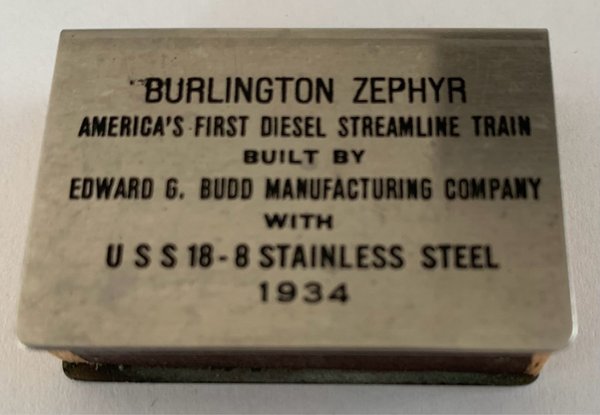 BURLINGTON ZEPHYR
AMERICA'S FIRST DIESEL STREAMLINE TRAIN
BUILT BY
EDWARD G. BUDD MANUFACTURING COMPANY
WITH
U S S 18-8 STAINLESS STEEL
1934